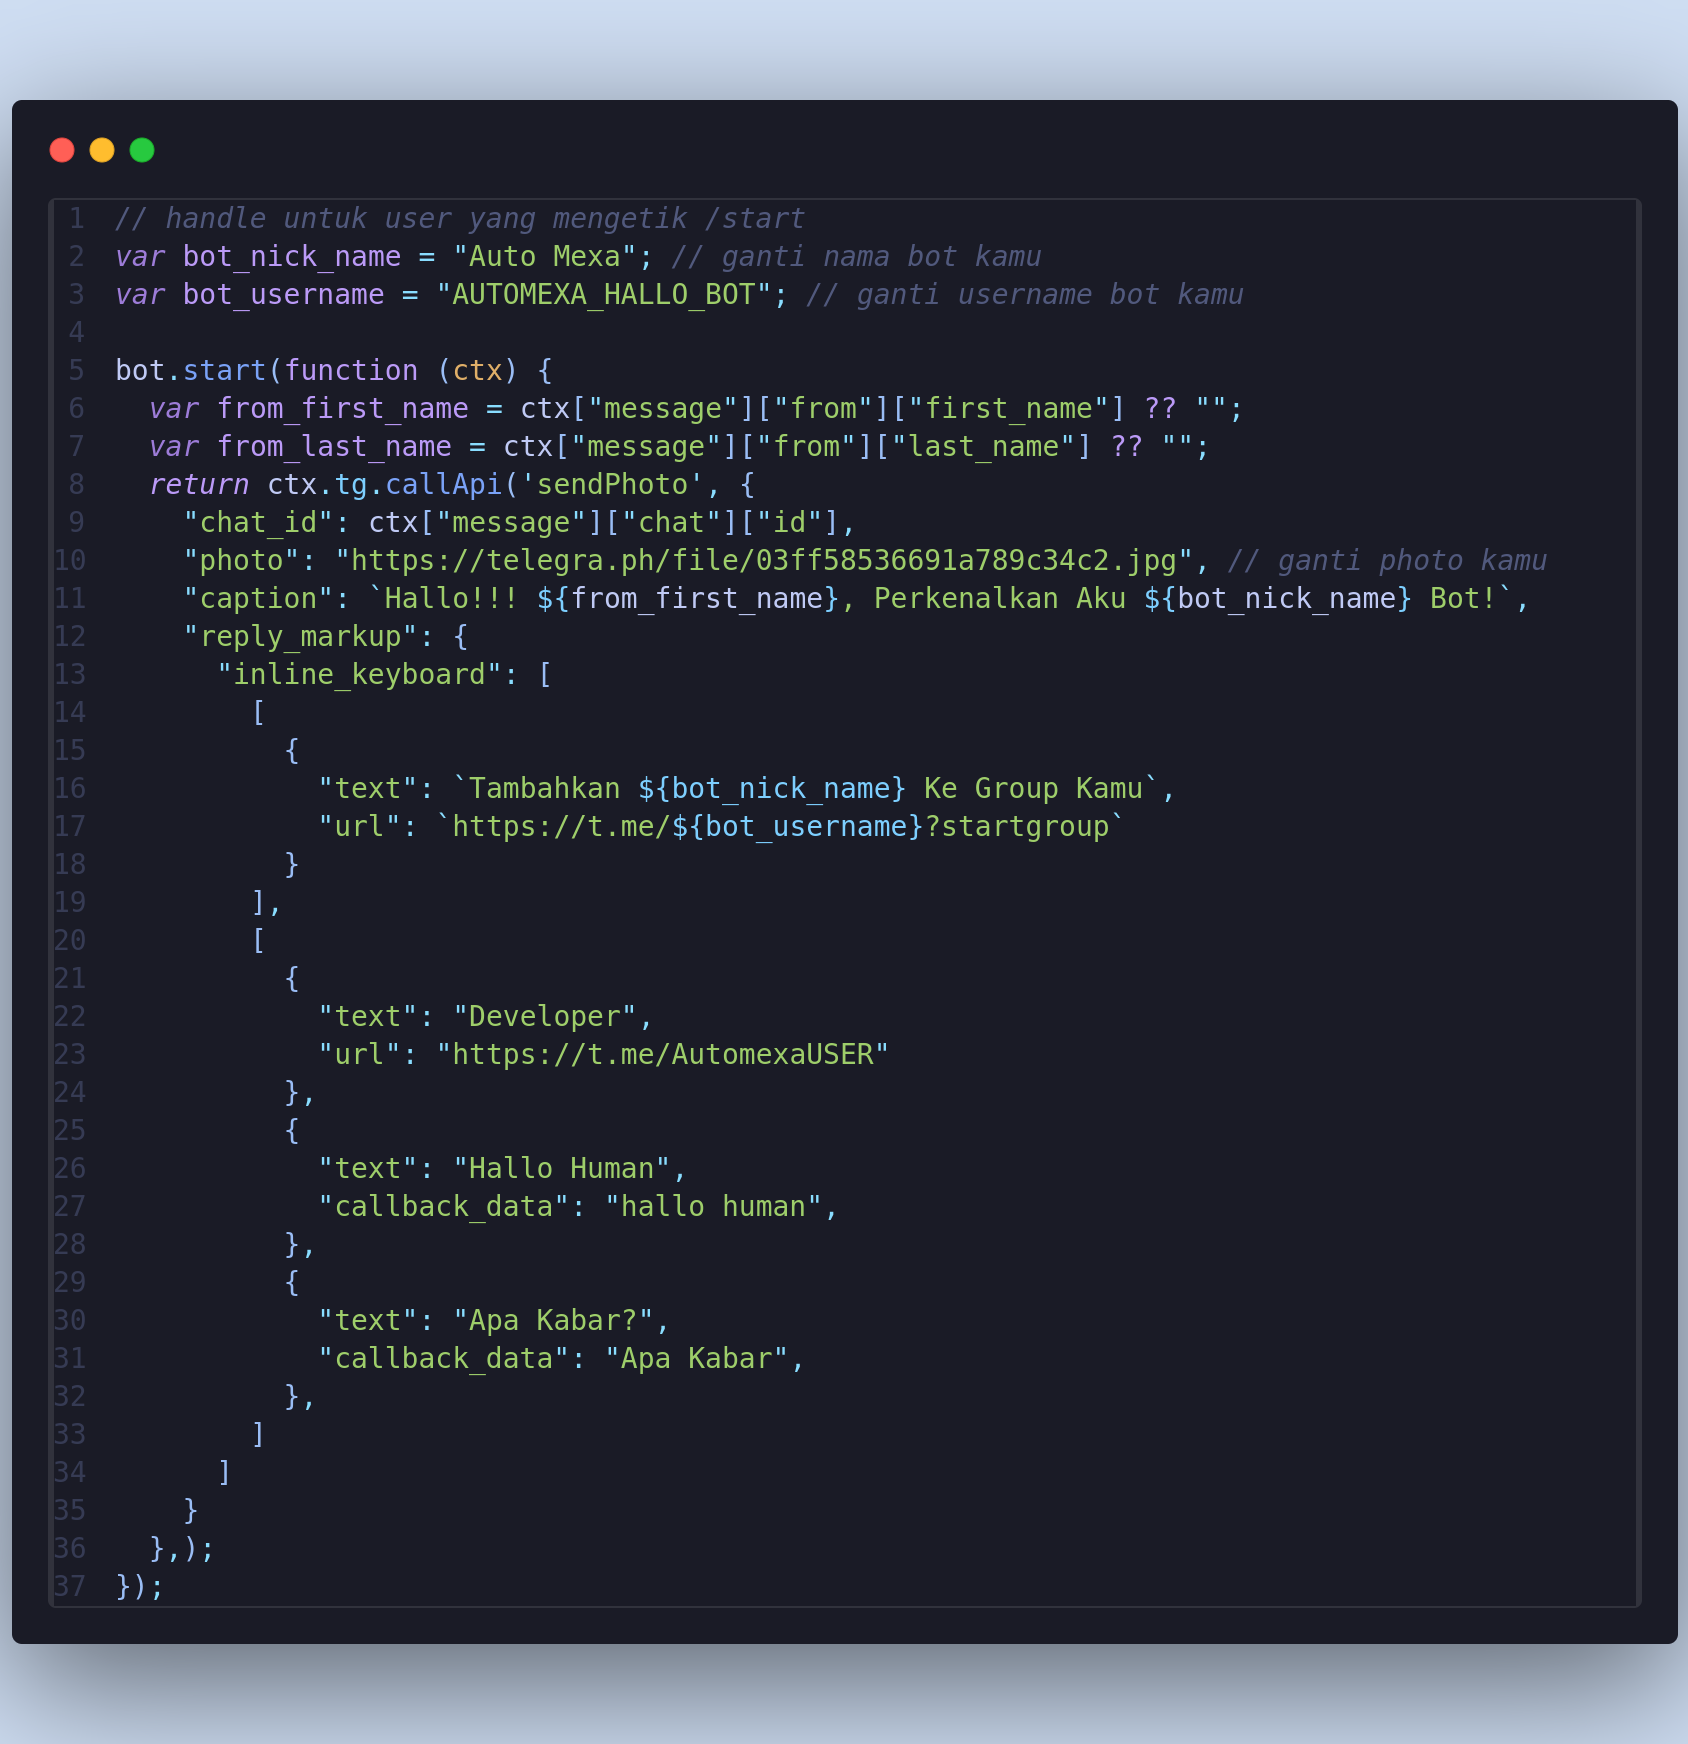 1 // handle untuk user yang mengetik /start
2 var bot_nick_name = "Auto Mexa"; // ganti nama bot kamu
3 var bot_username = "AUTOMEXA_HALLO_BOT"; // ganti username bot kamu
4
5 bot.start(function (ctx) {
6   var from_first_name = ctx["message"]["from"]["first_name"] ?? "";
7   var from_last_name = ctx["message"]["from"]["last_name"] ?? "";
8   return ctx.tg.callApi('sendPhoto', {
9     "chat_id": ctx["message"]["chat"]["id"],
10     "photo": "https://telegra.ph/file/03ff58536691a789c34c2.jpg", // ganti photo kamu
11     "caption": `Hallo!!! ${from_first_name}, Perkenalkan Aku ${bot_nick_name} Bot!`,
12     "reply_markup": {
13       "inline_keyboard": [
14         [
15           {
16             "text": `Tambahkan ${bot_nick_name} Ke Group Kamu`,
17             "url": `https://t.me/${bot_username}?startgroup`
18           }
19         ],
20         [
21           {
22             "text": "Developer",
23             "url": "https://t.me/AutomexaUSER"
24           },
25           {
26             "text": "Hallo Human",
27             "callback_data": "hallo human",
28           },
29           {
30             "text": "Apa Kabar?",
31             "callback_data": "Apa Kabar",
32           },
33         ]
34       ]
35     }
36   },);
37 });